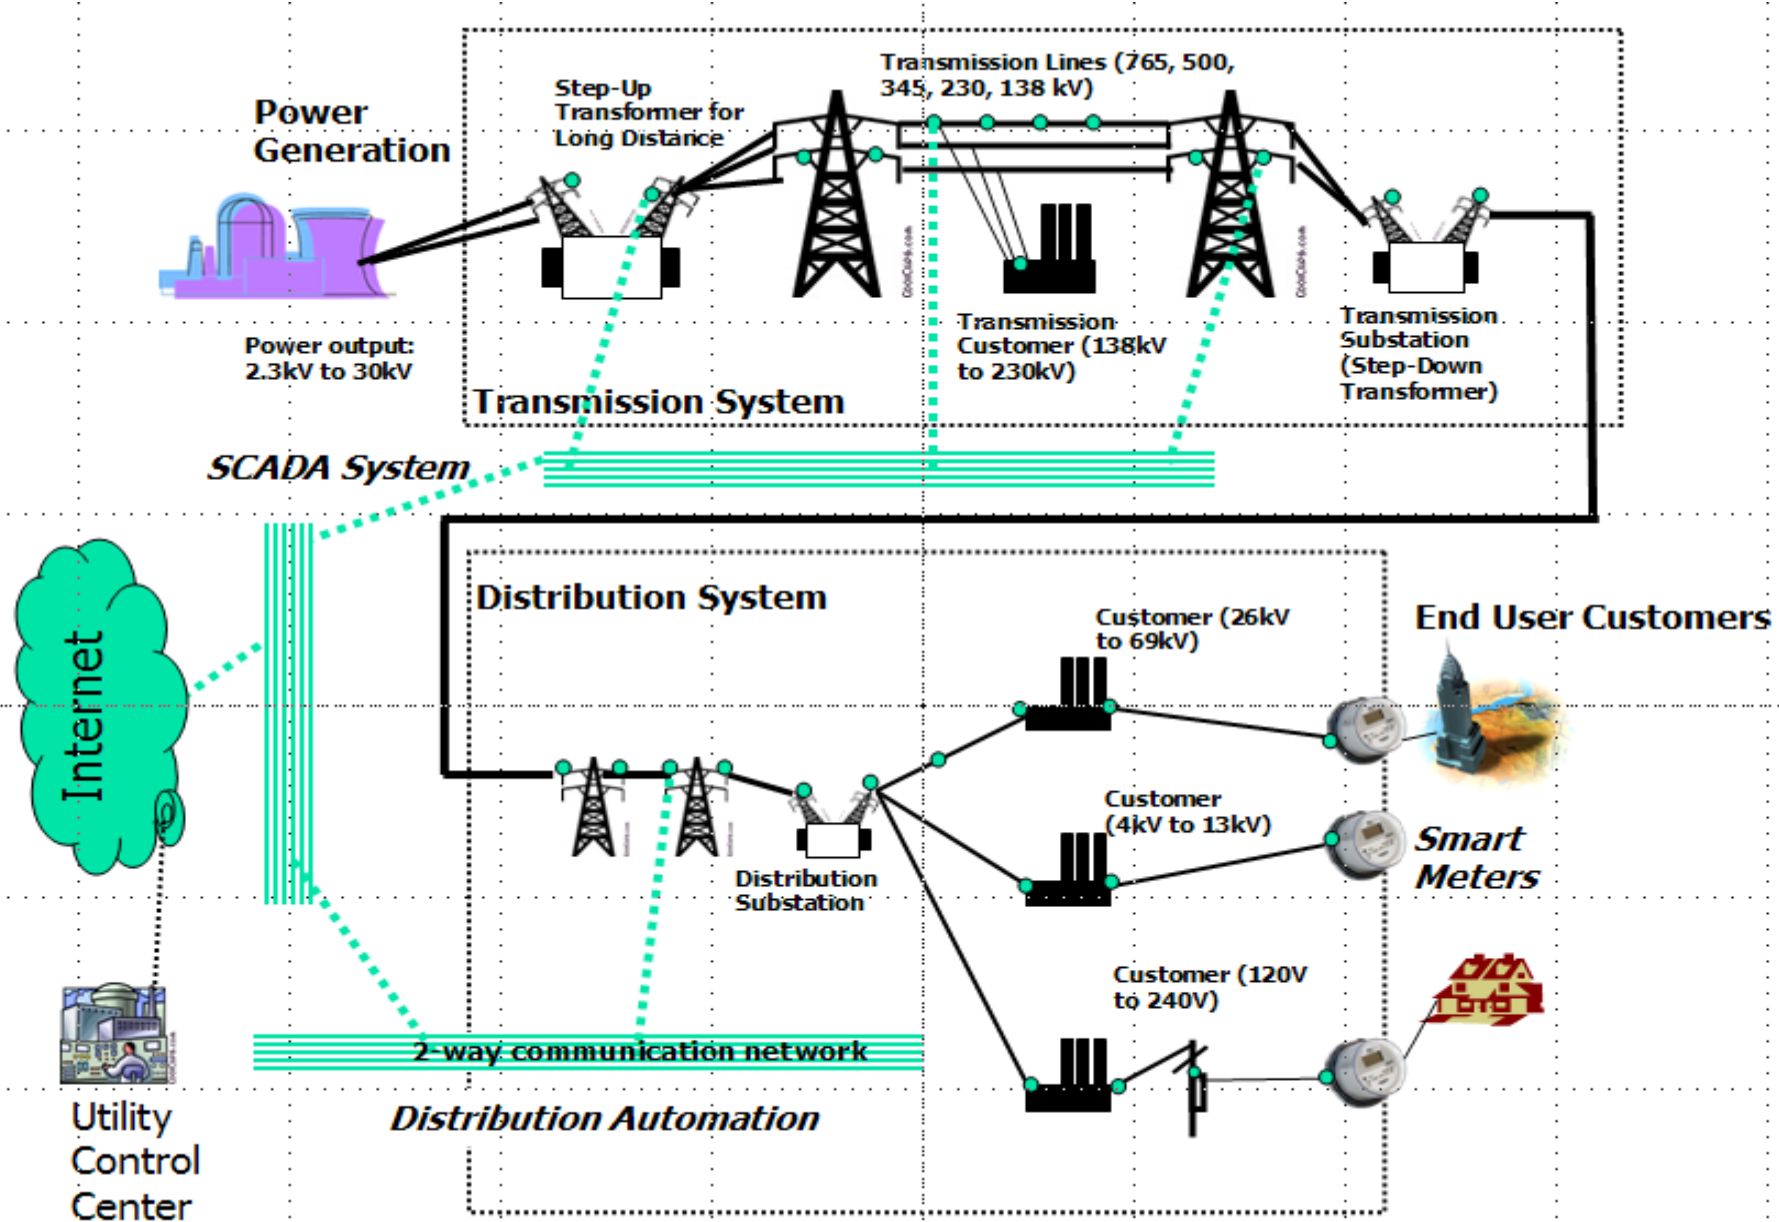 Power
Generation
Step-Up
Transformer for
Long Distance
Transmission Lines (765, 500,
345, 230, 138 kV)
Power output:
2.3kV to 30kV
Transmission
Customer (138kV
to 230kV)
Transmission
Substation
(Step-Down
Transformer)
Transmission System
SCADA System
Internet
Distribution System
Customer (26kV
to 69kV)
End User Customers
Customer
(4kV to 13kV)
Smart
Meters
Distribution
Substation
Customer (120V
to 240V)
2-way communication network
Distribution Automation
Utility
Control
Center